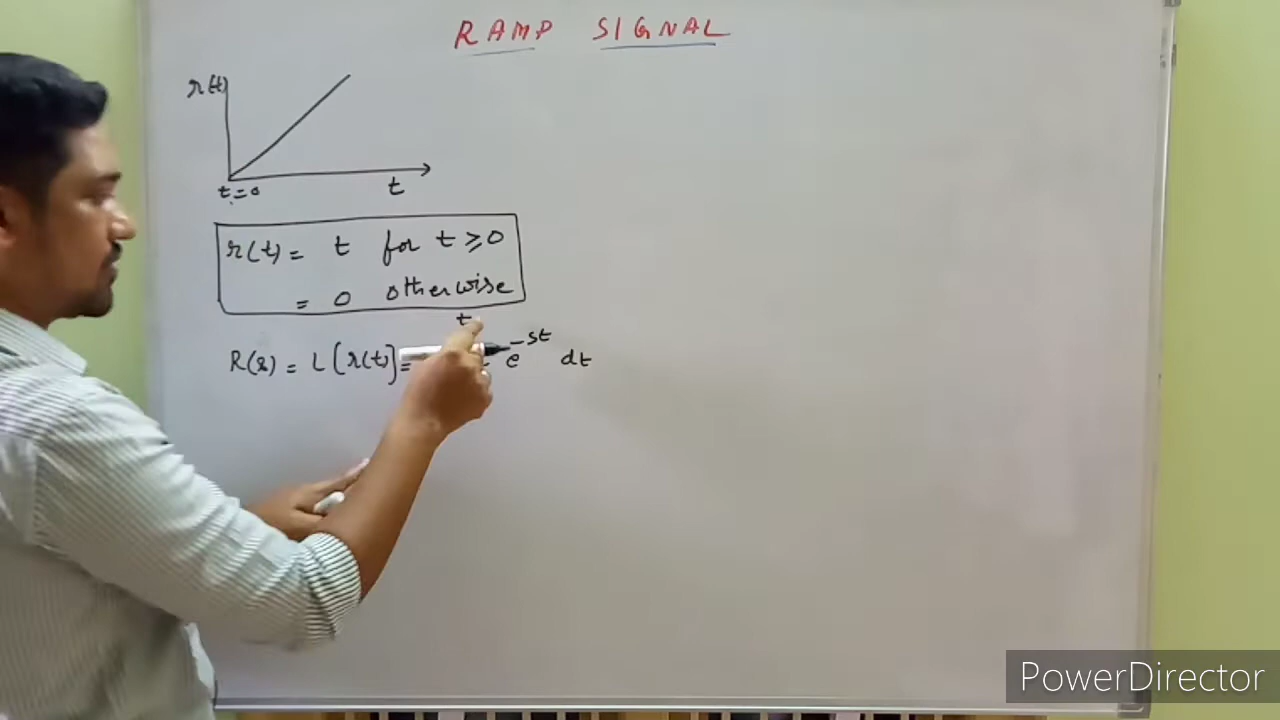 RAMP SIGNAL
r(t)
t=0 t
r(t) = t for t ≥ 0
= 0 otherwise
t
R(s) = L[r(t)] = e^-st dt
PowerDirector